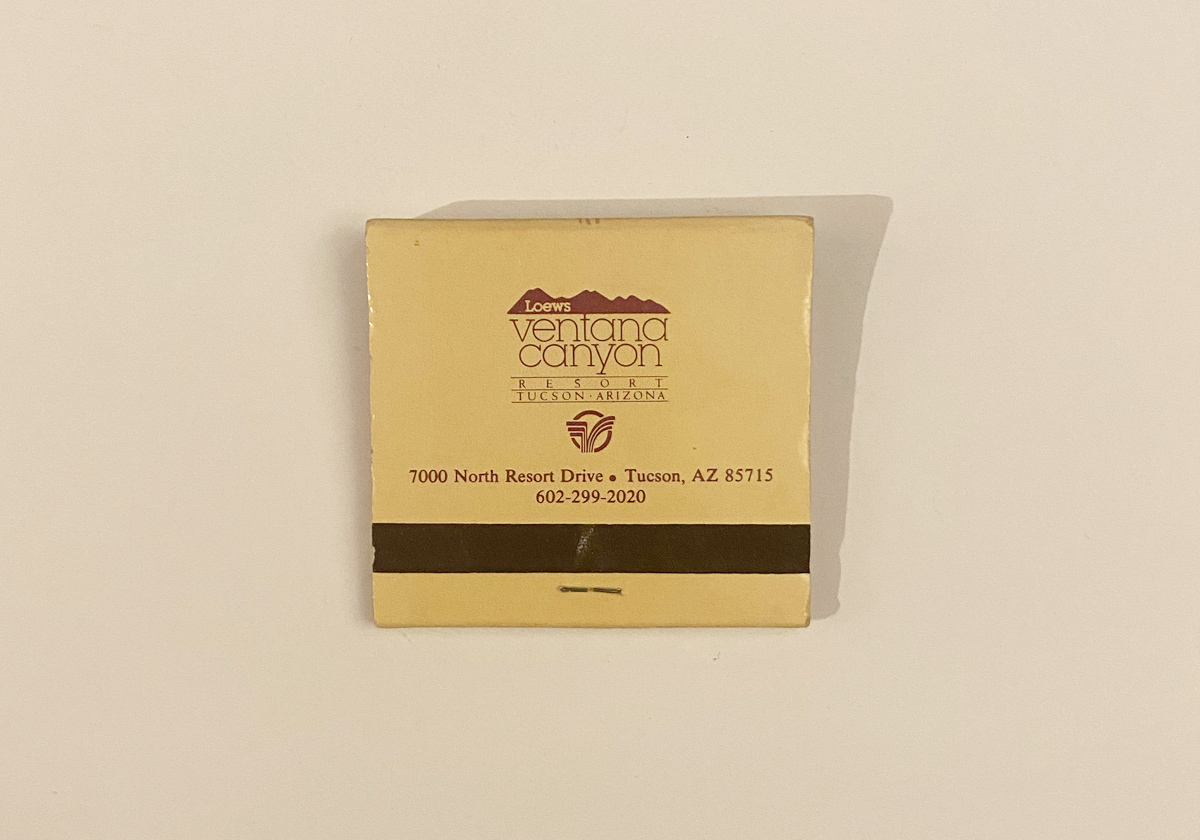 Loews
ventana
canyon
RESORT
TUCSON · ARIZONA
7000 North Resort Drive • Tucson, AZ 85715
602-299-2020